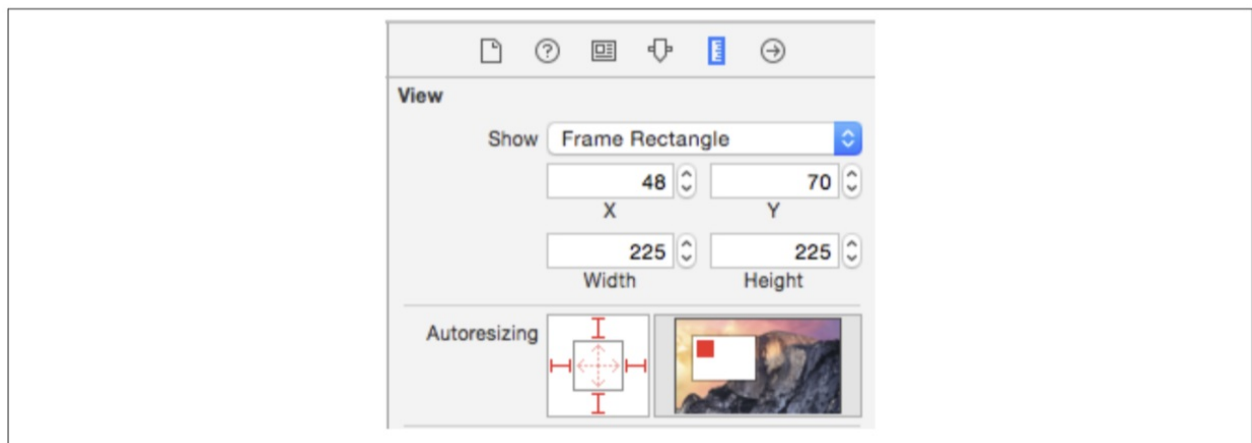 View
Show Frame Rectangle
48 70
X Y
225 225
Width Height
Autoresizing